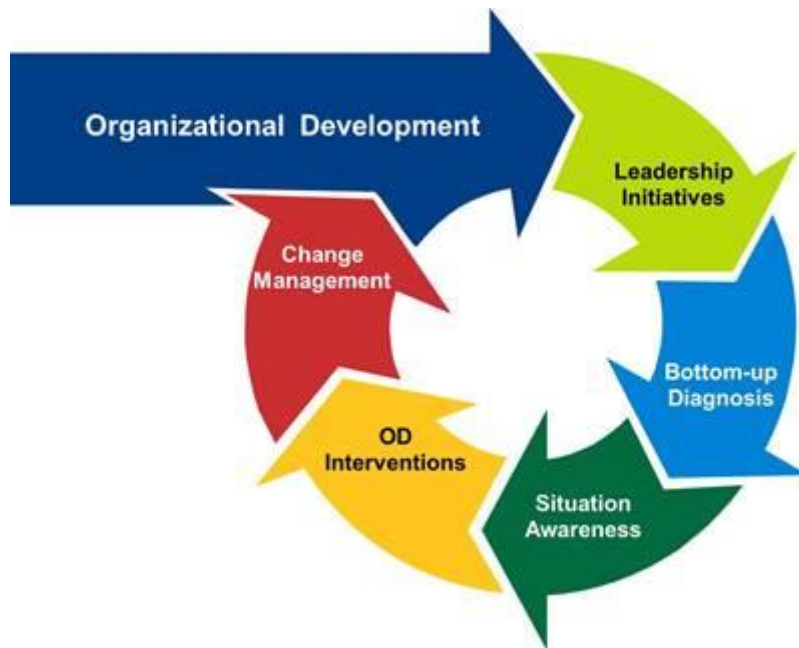 Organizational Development
Leadership
Initiatives
Bottom-up
Diagnosis
Situation
Awareness
OD
Interventions
Change
Management